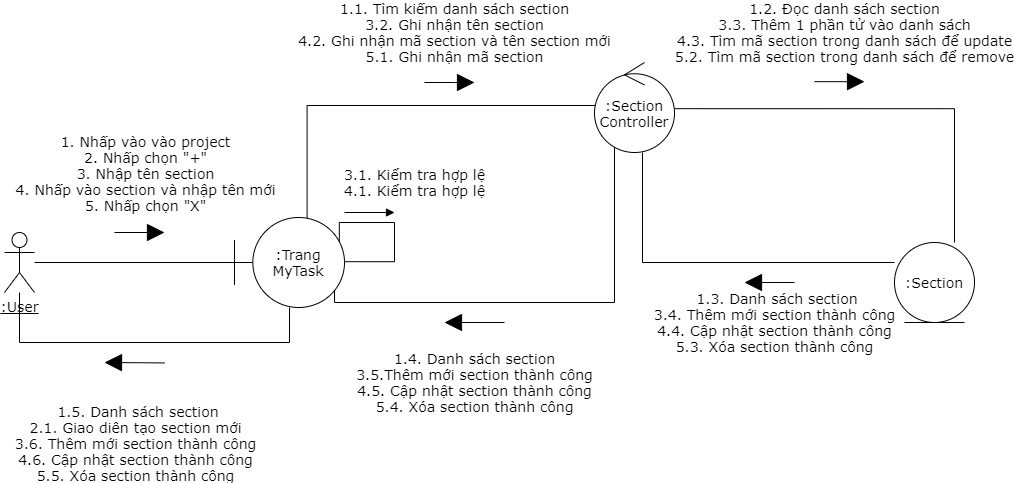 1.1. Tìm kiếm danh sách section
3.2. Ghi nhận tên section
4.2. Ghi nhận mã section và tên section mới
5.1. Ghi nhận mã section
1.2. Đọc danh sách section
3.3. Thêm 1 phần tử vào danh sách
4.3. Tìm mã section trong danh sách để update
5.2. Tìm mã section trong danh sách để remove
:Section
Controller
1. Nhấp vào vào project
2. Nhấp chọn "+"
3. Nhập tên section
4. Nhấp vào section và nhập tên mới
5. Nhấp chọn "X"
3.1. Kiểm tra hợp lệ
4.1. Kiểm tra hợp lệ
:Trang
MyTask
:User
:Section
1.3. Danh sách section
3.4. Thêm mới section thành công
4.4. Cập nhật section thành công
5.3. Xóa section thành công
1.4. Danh sách section
3.5.Thêm mới section thành công
4.5. Cập nhật section thành công
5.4. Xóa section thành công
1.5. Danh sách section
2.1. Giao diên tạo section mới
3.6. Thêm mới section thành công
4.6. Cập nhật section thành công
5.5. Xóa section thành công